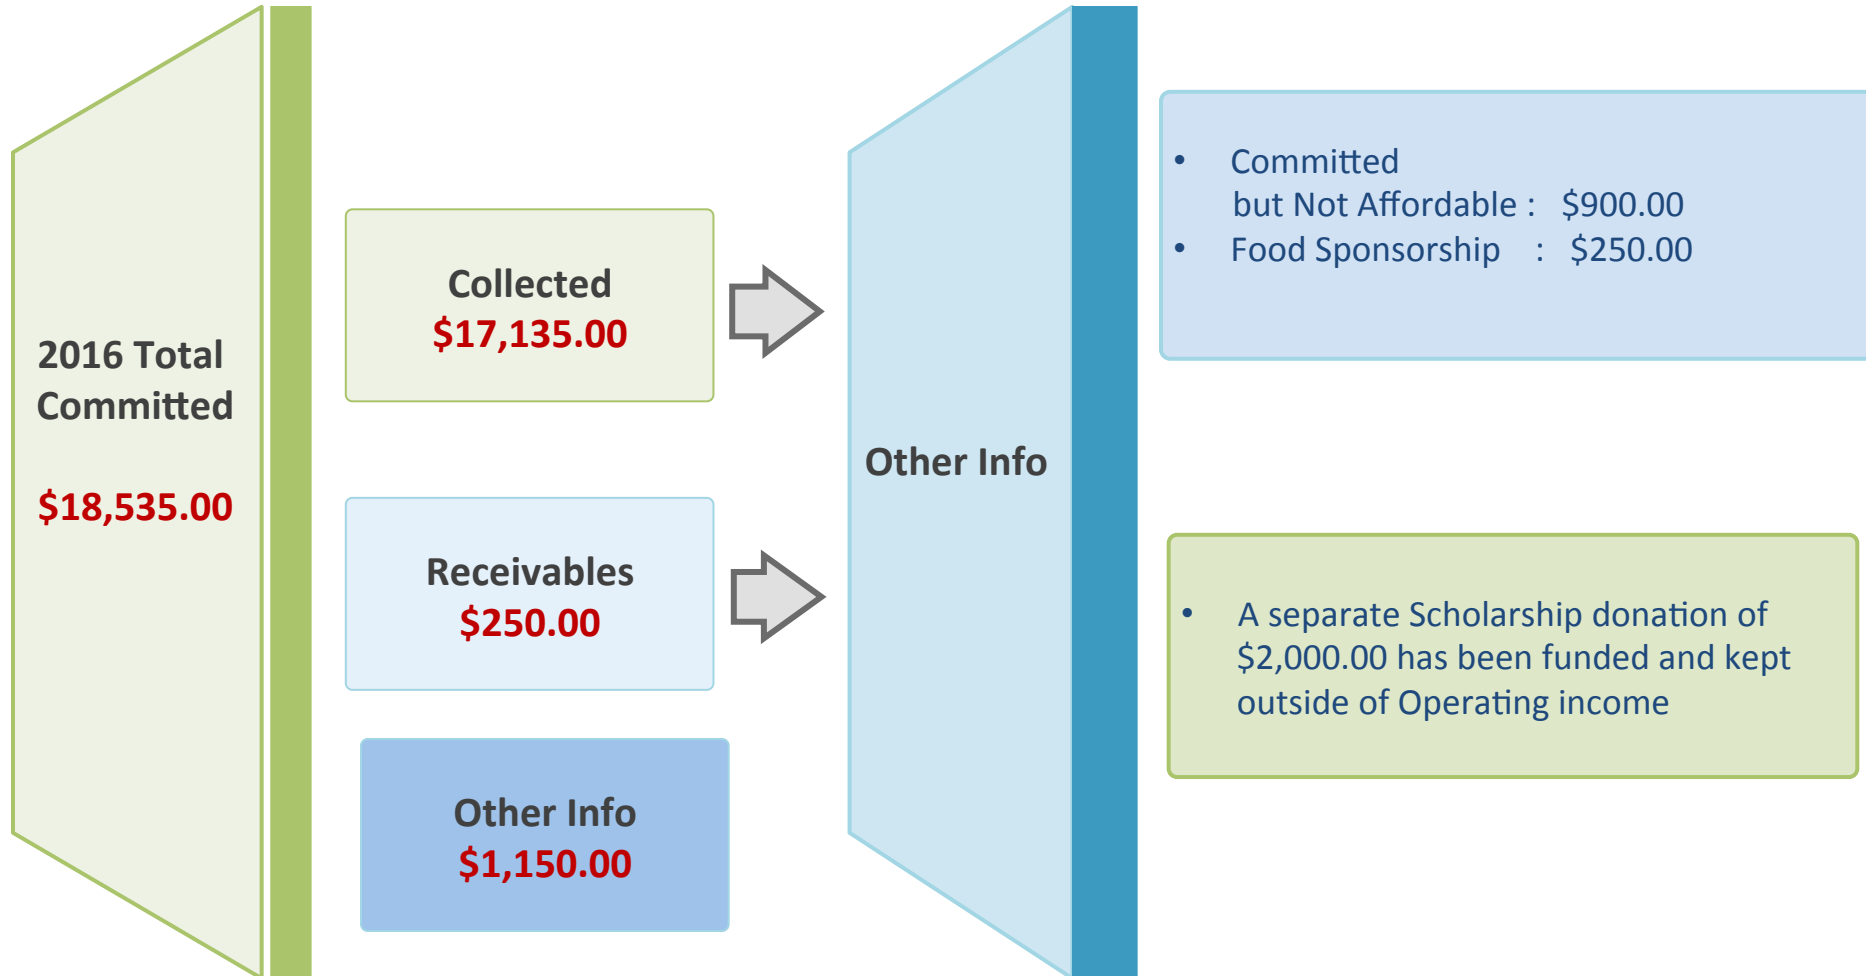 2016 Total
Committed
$18,535.00
Collected
$17,135.00
Receivables
$250.00
Other Info
$1,150.00
Other Info
• Committed
but Not Affordable : $900.00
• Food Sponsorship : $250.00
• A separate Scholarship donation of
$2,000.00 has been funded and kept
outside of Operating income